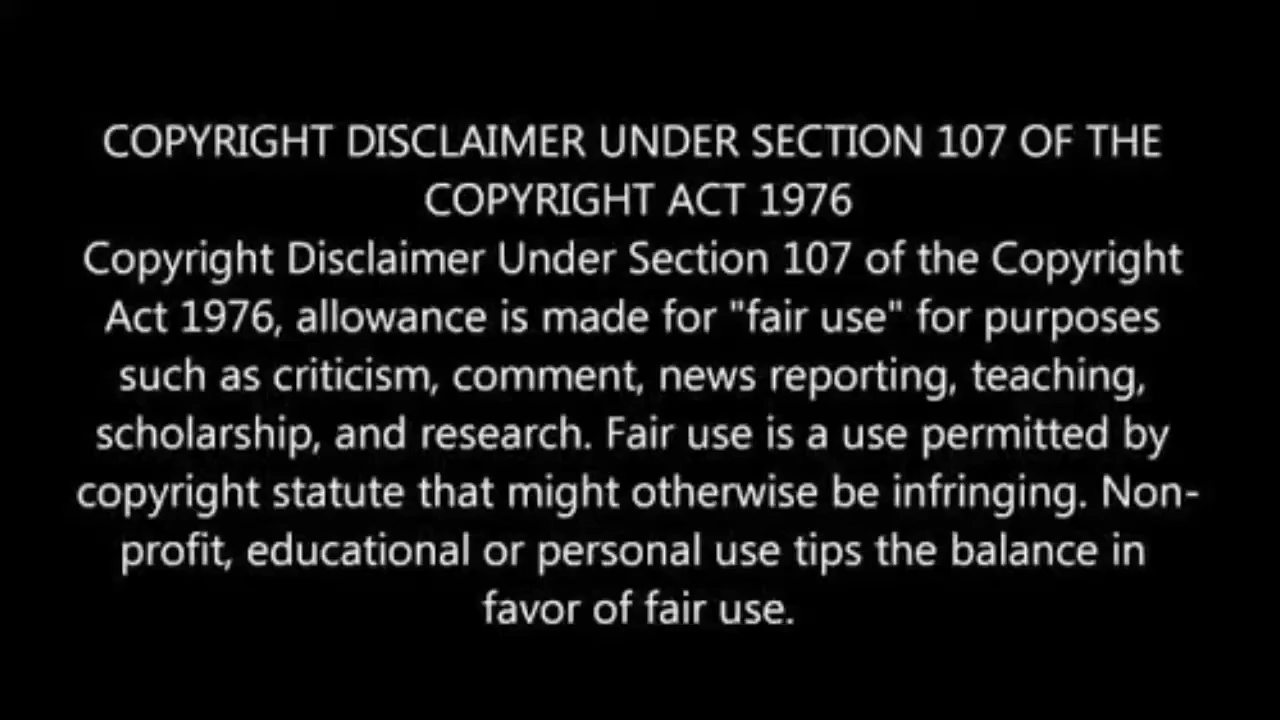 COPYRIGHT DISCLAIMER UNDER SECTION 107 OF THE
COPYRIGHT ACT 1976
Copyright Disclaimer Under Section 107 of the Copyright
Act 1976, allowance is made for "fair use" for purposes
such as criticism, comment, news reporting, teaching,
scholarship, and research. Fair use is a use permitted by
copyright statute that might otherwise be infringing. Non-
profit, educational or personal use tips the balance in
favor of fair use.